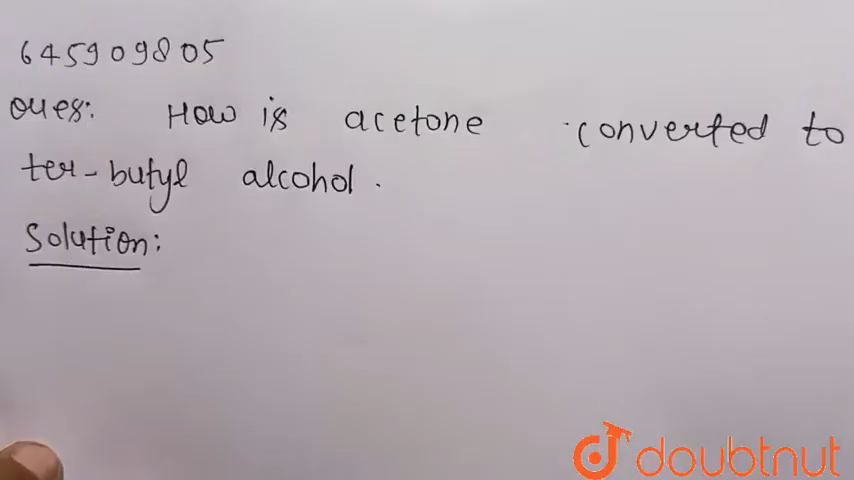 645909805
Ques: How is acetone converted to
ter-butyl alcohol.
Solution:
doubtnut